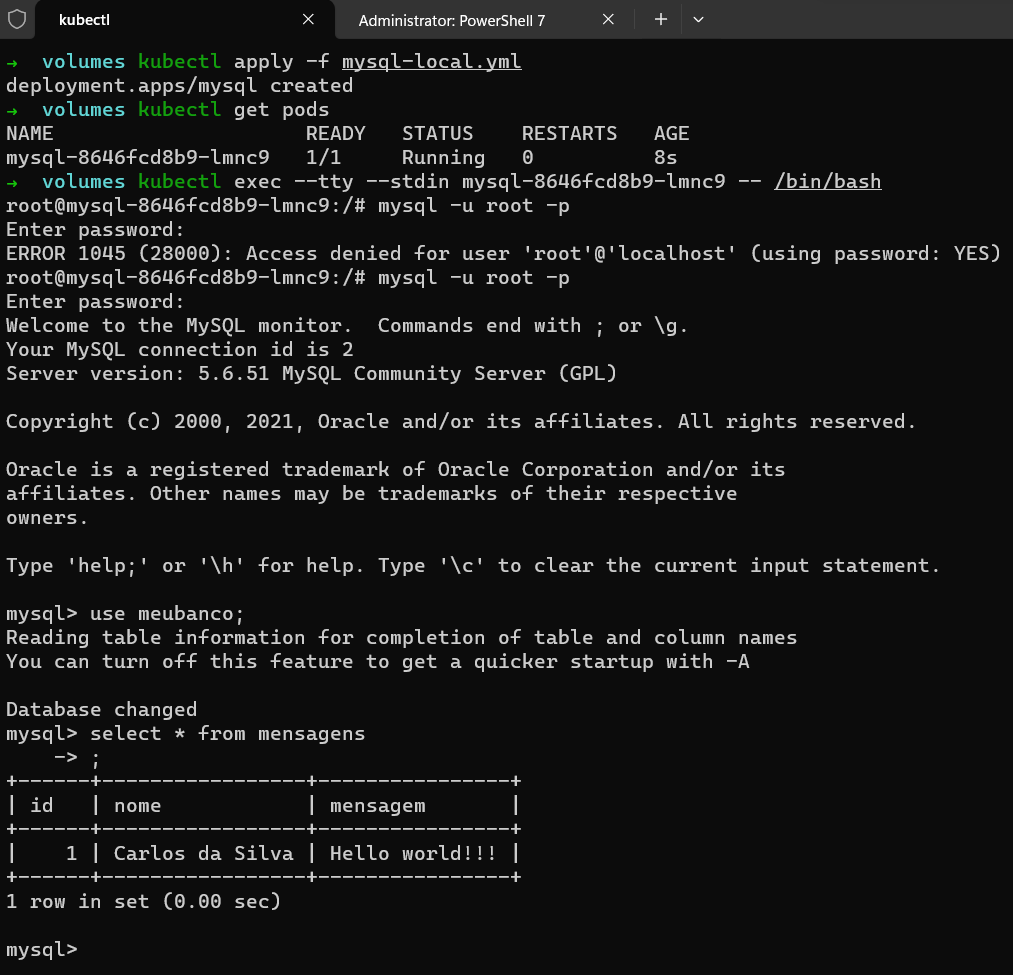 kubectl
Administrator: PowerShell 7
→ volumes kubectl apply -f mysql-local.yml
deployment.apps/mysql created
→ volumes kubectl get pods
NAME                     READY   STATUS    RESTARTS   AGE
mysql-8646fcd8b9-lmnc9   1/1     Running   0          8s
→ volumes kubectl exec --tty --stdin mysql-8646fcd8b9-lmnc9 -- /bin/bash
root@mysql-8646fcd8b9-lmnc9:/# mysql -u root -p
Enter password:
ERROR 1045 (28000): Access denied for user 'root'@'localhost' (using password: YES)
root@mysql-8646fcd8b9-lmnc9:/# mysql -u root -p
Enter password:
Welcome to the MySQL monitor.  Commands end with ; or \g.
Your MySQL connection id is 2
Server version: 5.6.51 MySQL Community Server (GPL)
Copyright (c) 2000, 2021, Oracle and/or its affiliates. All rights reserved.
Oracle is a registered trademark of Oracle Corporation and/or its
affiliates. Other names may be trademarks of their respective
owners.
Type 'help;' or '\h' for help. Type '\c' to clear the current input statement.
mysql> use meubanco;
Reading table information for completion of table and column names
You can turn off this feature to get a quicker startup with -A
Database changed
mysql> select * from mensagens
    -> ;
+------+-----------------+----------------+
| id   | nome            | mensagem       |
+------+-----------------+----------------+
|    1 | Carlos da Silva | Hello world!!! |
+------+-----------------+----------------+
1 row in set (0.00 sec)
mysql>